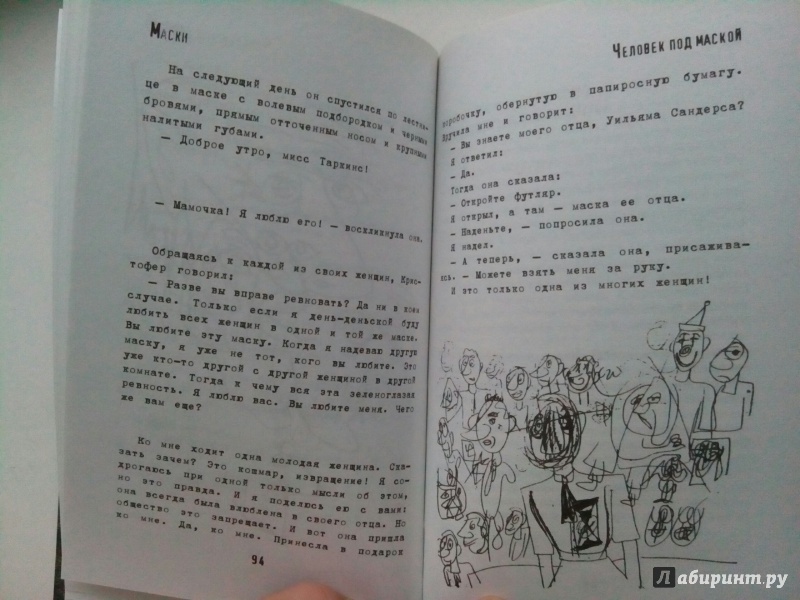 Маски
На следующий день он спустился по лестни-
це в маске с волевым подбородком и черными
бровями, прямым отточенным носом и крупными
налитыми губами.
— Доброе утро, мисс Таркинс!
— Мамочка! Я люблю его! — воскликнула она.
Обращаясь к каждой из своих женщин, Крис-
тофер говорил:
— Разве вы вправе ревновать? Да ни в коем
случае. Только если я день-деньской буду
любить всех женщин в одной и той же маске.
Вы любите эту маску. Когда я надеваю другую
маску, я уже не тот, кого вы любите. Это
уже кто-то другой с другой женщиной в другой
комнате. Тогда к чему вся эта зеленоглазая
ревность. Я люблю вас. Вы любите меня. Чего
же вам еще?
Ко мне ходит одна молодая женщина. Ска-
зать зачем? Это кошмар, извращение! Я со-
дрогаюсь при одной только мысли об этом,
но это правда. И я поделюсь ею с вами:
она всегда была влюблена в своего отца. Но
общество это запрещает. И вот она пришла
ко мне. Да, ко мне. Принесла в подарок
94
Человек под маской
коробочку, обернутую в папиросную бумагу.
Вручила мне и говорит:
— Вы знаете моего отца, Уильяма Сандерса?
Я ответил:
— Да.
Тогда она сказала:
— Откройте футляр.
Я открыл, а там — маска ее отца.
— Наденьте, — попросила она.
Я надел.
— А теперь, — сказала она, присажива-
ясь. — Можете взять меня за руку.
И это только одна из многих женщин!
Лабиринт.ру